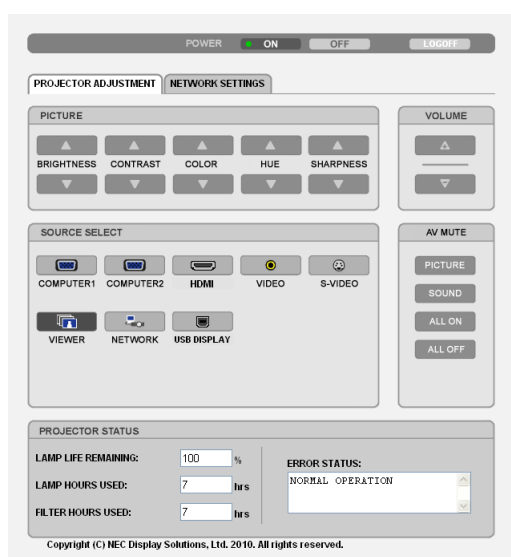 POWER ON OFF LOGOFF
PROJECTOR ADJUSTMENT NETWORK SETTINGS
PICTURE
BRIGHTNESS CONTRAST COLOR HUE SHARPNESS
VOLUME
SOURCE SELECT
COMPUTER1 COMPUTER2 HDMI VIDEO S-VIDEO
VIEWER NETWORK USB DISPLAY
AV MUTE
PICTURE
SOUND
ALL ON
ALL OFF
PROJECTOR STATUS
LAMP LIFE REMAINING: 100 %
LAMP HOURS USED: 7 hrs
FILTER HOURS USED: 7 hrs
ERROR STATUS:
NORMAL OPERATION
Copyright (C) NEC Display Solutions, Ltd. 2010. All rights reserved.